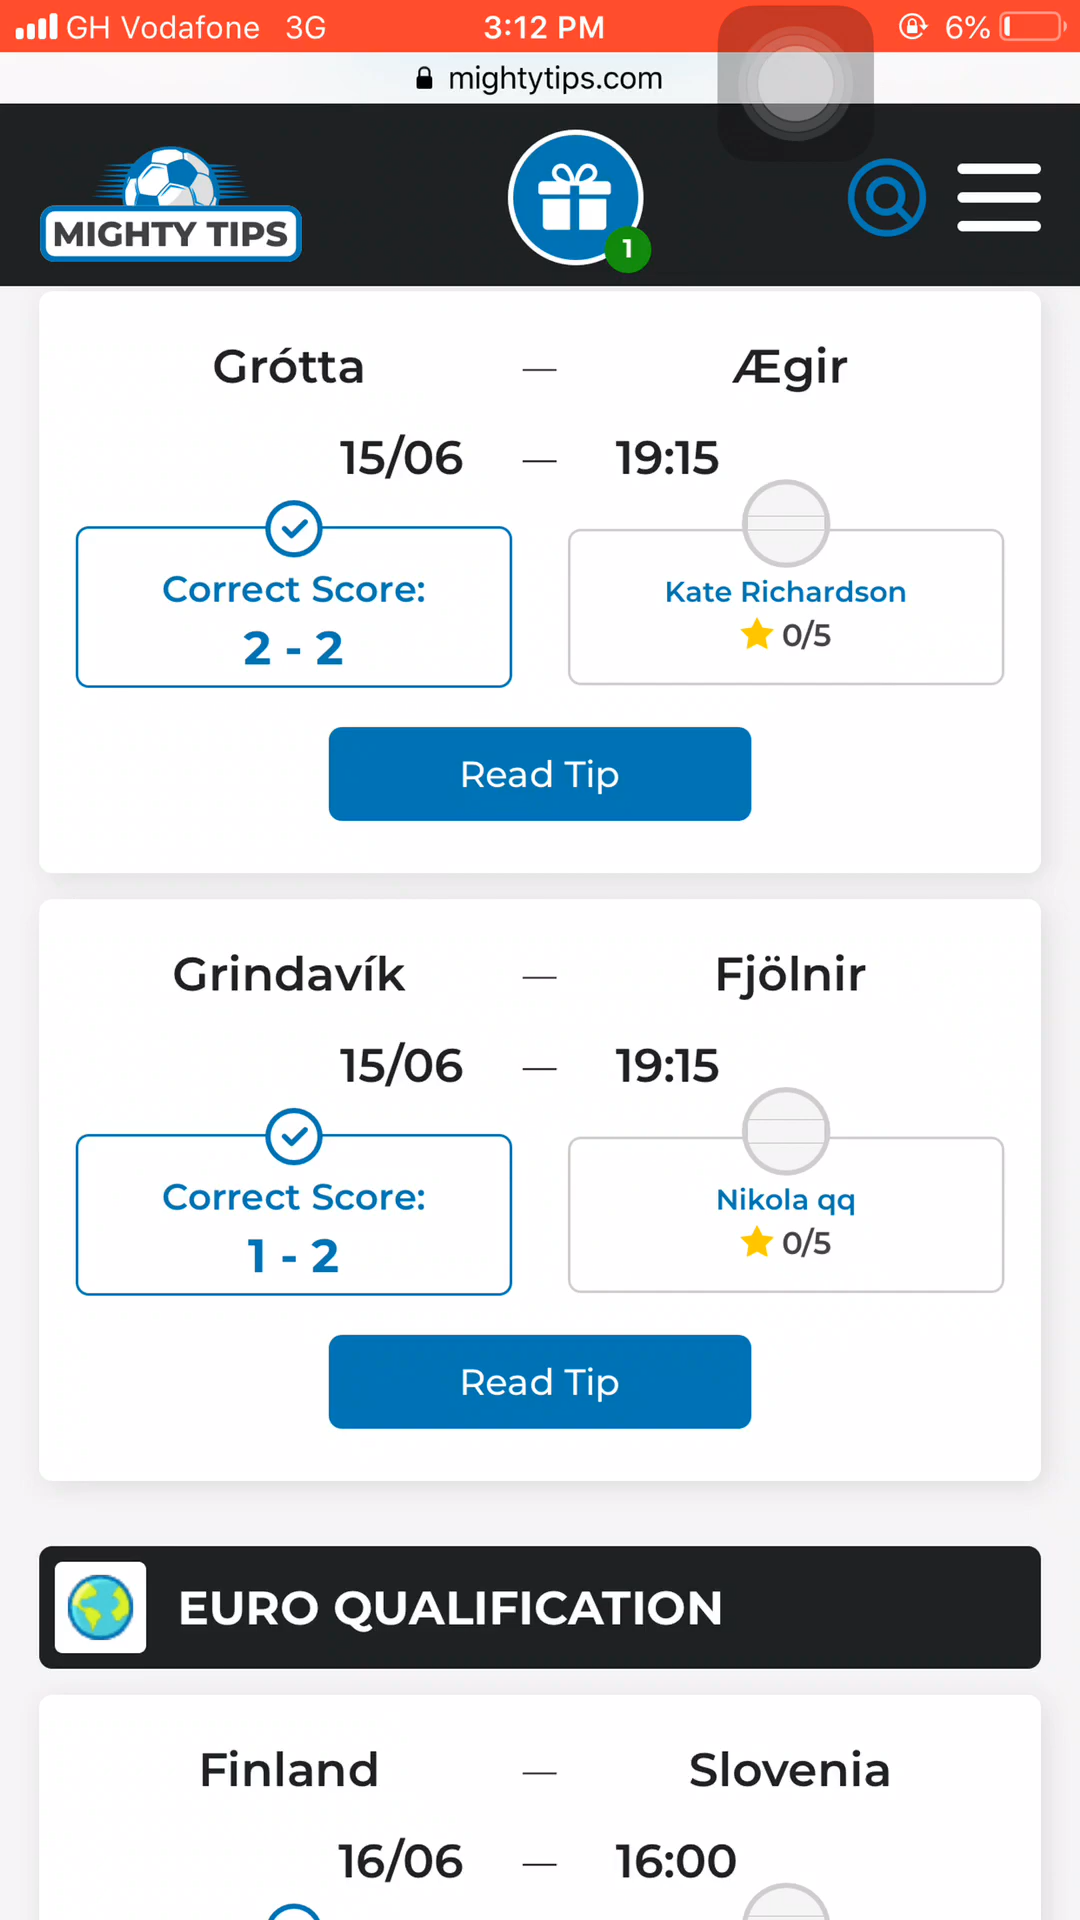 GH Vodafone 3G 3:12 PM 6%
mightytips.com
MIGHTY TIPS
1
Grótta — Ægir
15/06 — 19:15
Correct Score:
2 - 2
Kate Richardson
0/5
Read Tip
Grindavík — Fjölnir
15/06 — 19:15
Correct Score:
1 - 2
Nikola qq
0/5
Read Tip
EURO QUALIFICATION
Finland — Slovenia
16/06 — 16:00